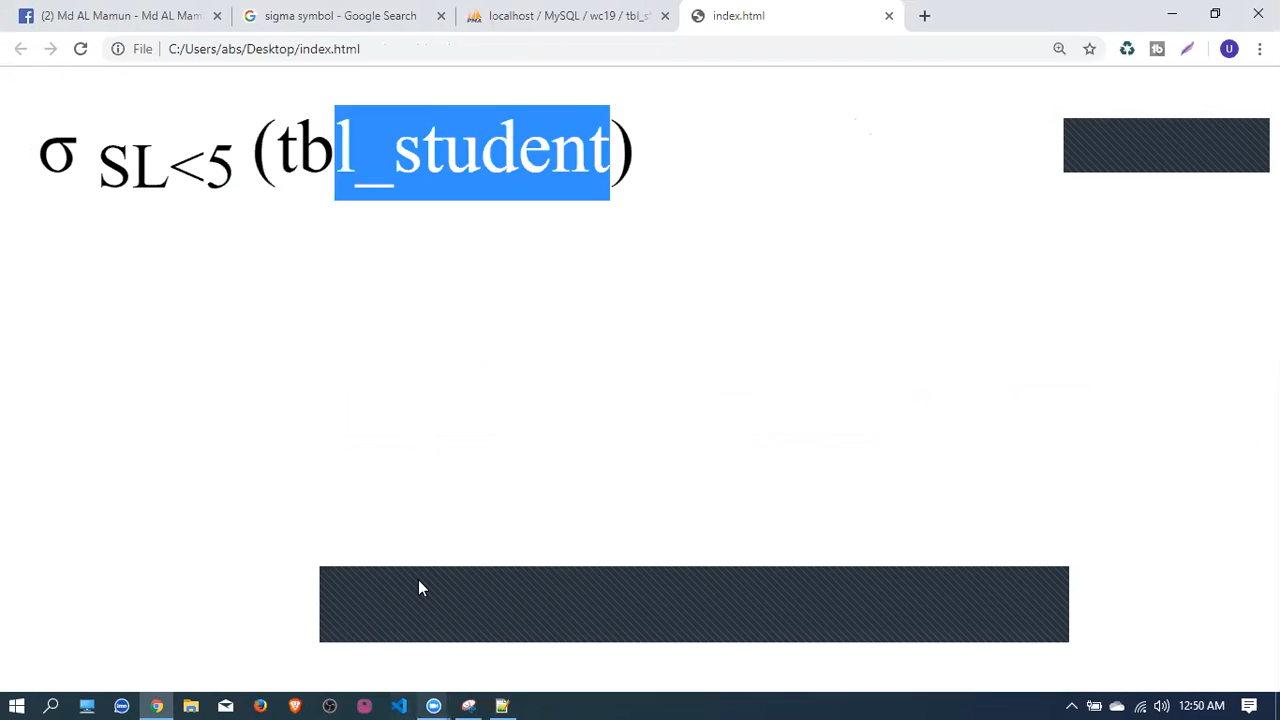 (2) Md AL Mamun - Md AL Mam
sigma symbol - Google Search
localhost / MySQL / wc19 / tbl_st
index.html
File
C:/Users/abs/Desktop/index.html
U
σ SL<5 (tbl_student)
12:50 AM